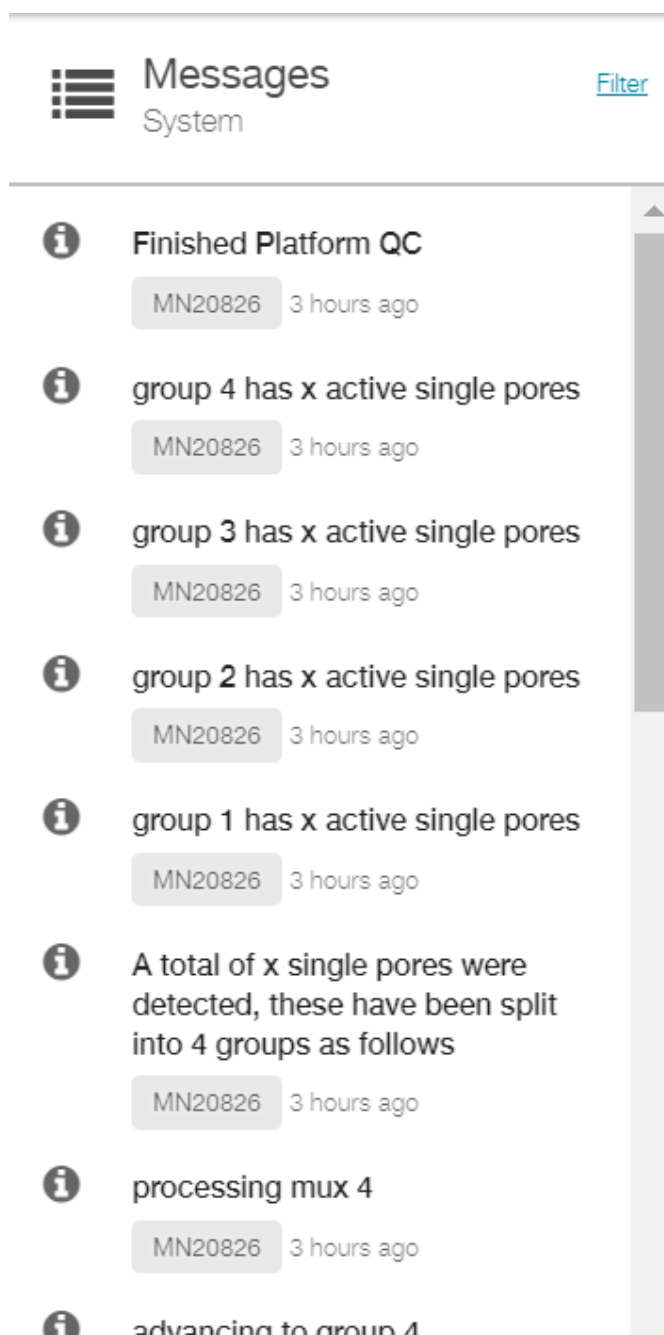 Messages
System
Filter
Finished Platform QC
MN20826 3 hours ago
group 4 has x active single pores
MN20826 3 hours ago
group 3 has x active single pores
MN20826 3 hours ago
group 2 has x active single pores
MN20826 3 hours ago
group 1 has x active single pores
MN20826 3 hours ago
A total of x single pores were
detected, these have been split
into 4 groups as follows
MN20826 3 hours ago
processing mux 4
MN20826 3 hours ago
advancing to group 4